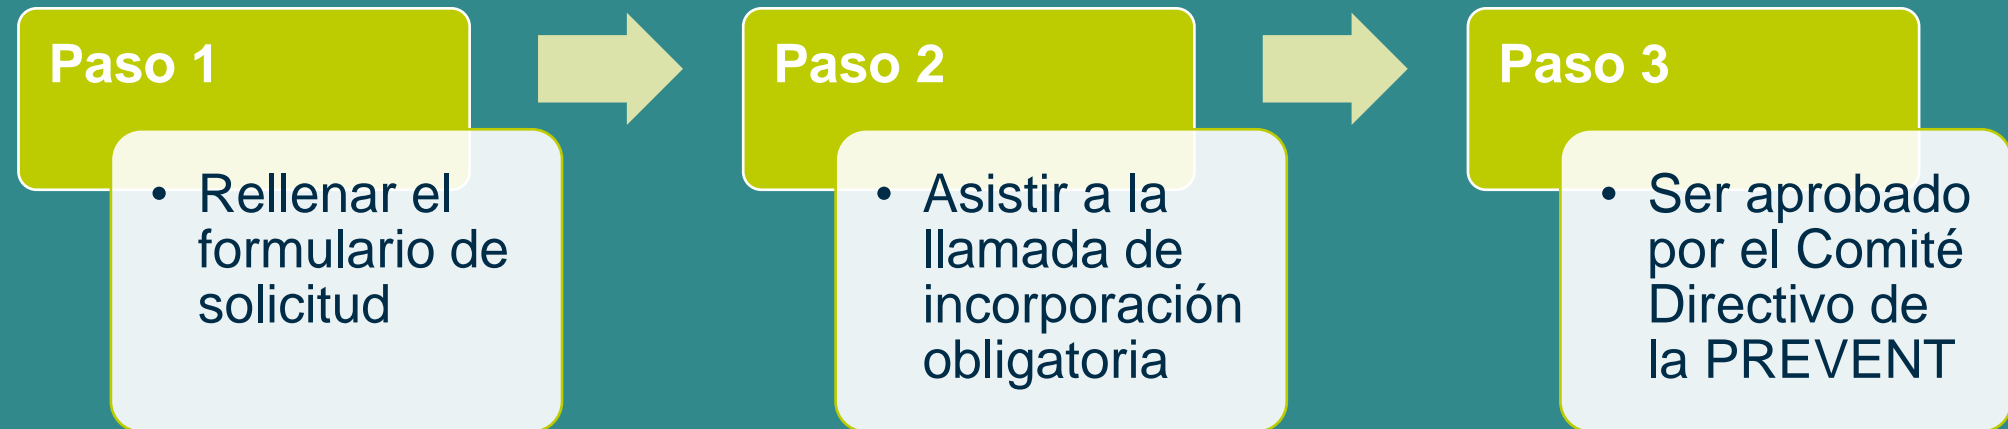 Paso 1
• Rellenar el
formulario de
solicitud
Paso 2
• Asistir a la
llamada de
incorporación
obligatoria
Paso 3
• Ser aprobado
por el Comité
Directivo de
la PREVENT